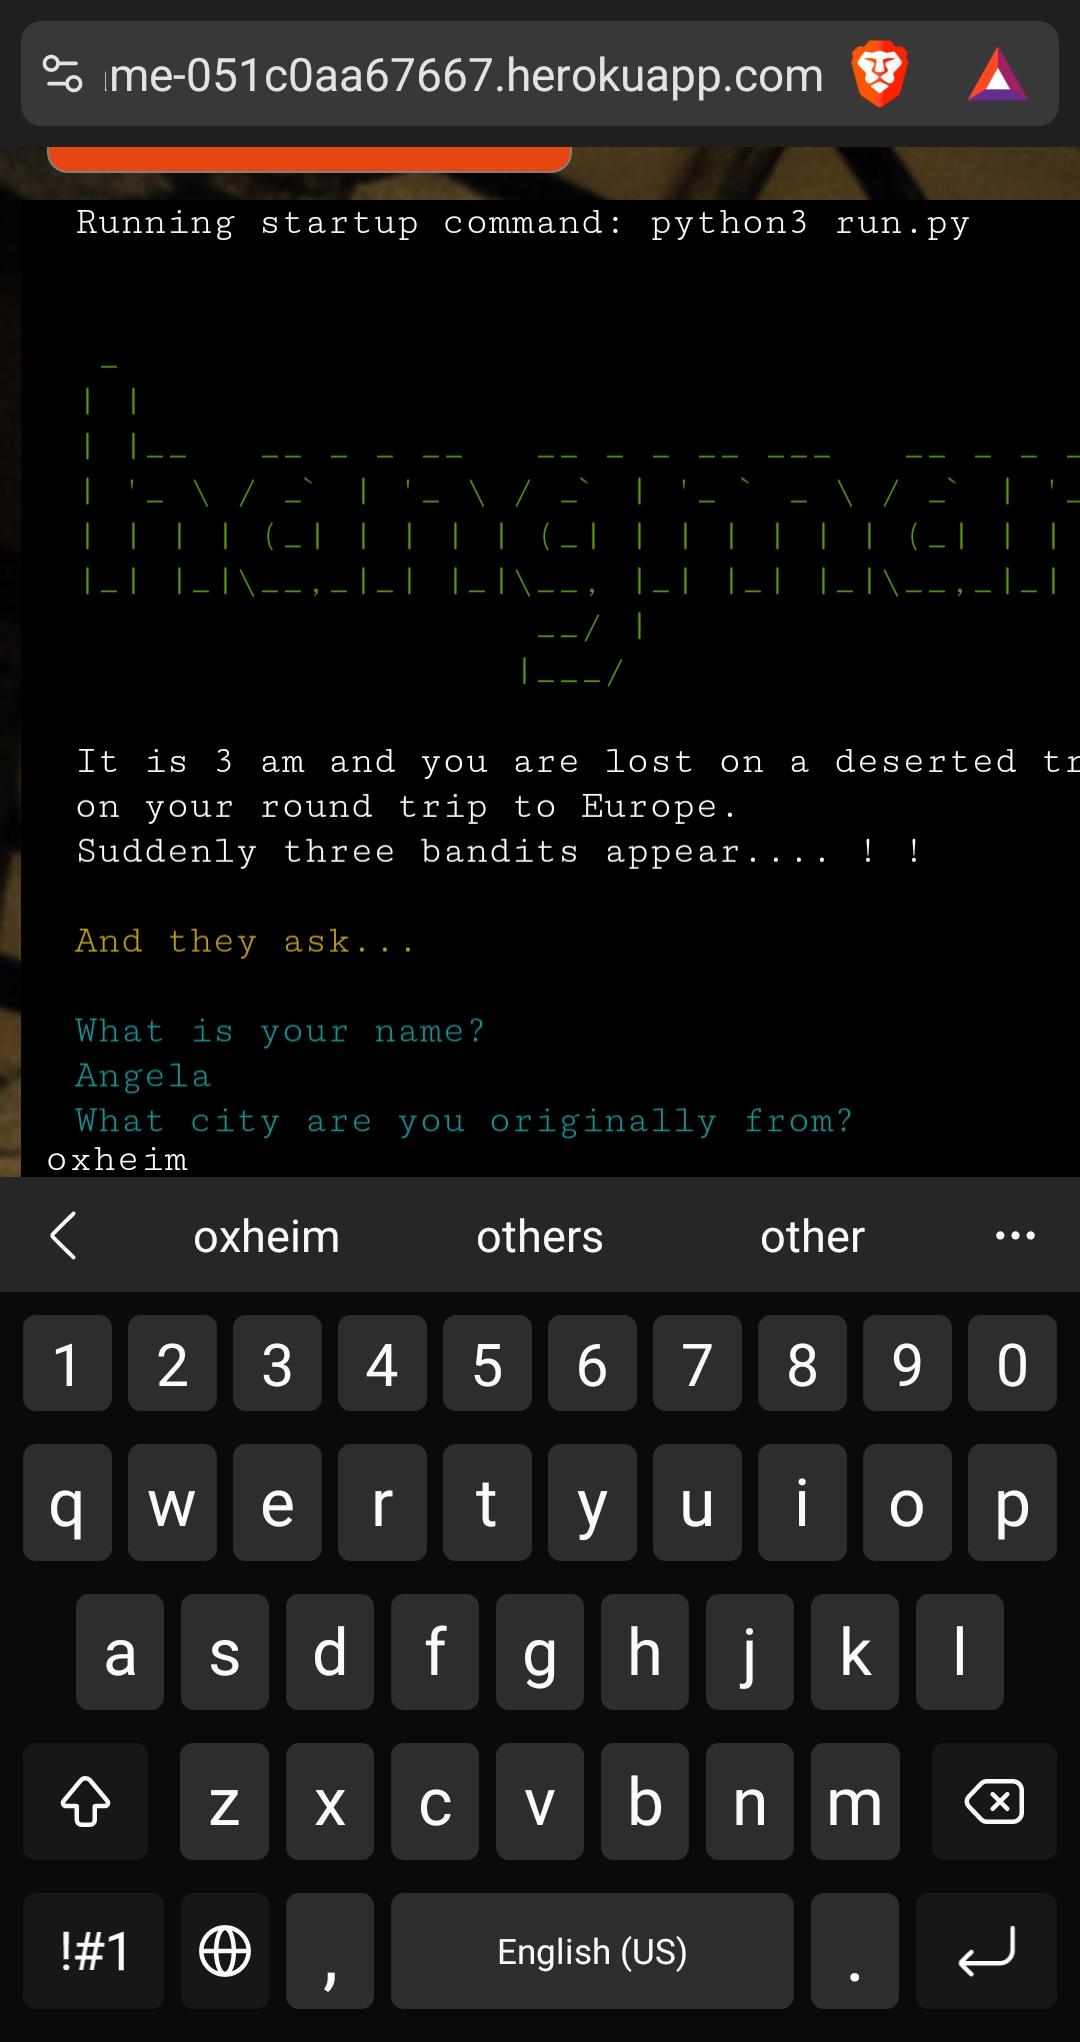 me-051c0aa67667.herokuapp.com
Running startup command: python3 run.py
hangman
It is 3 am and you are lost on a deserted tr
on your round trip to Europe.
Suddenly three bandits appear.... ! !
And they ask...
What is your name?
Angela
What city are you originally from?
oxheim
oxheim others other
1 2 3 4 5 6 7 8 9 0
q w e r t y u i o p
a s d f g h j k l
z x c v b n m
!#1 , English (US) .